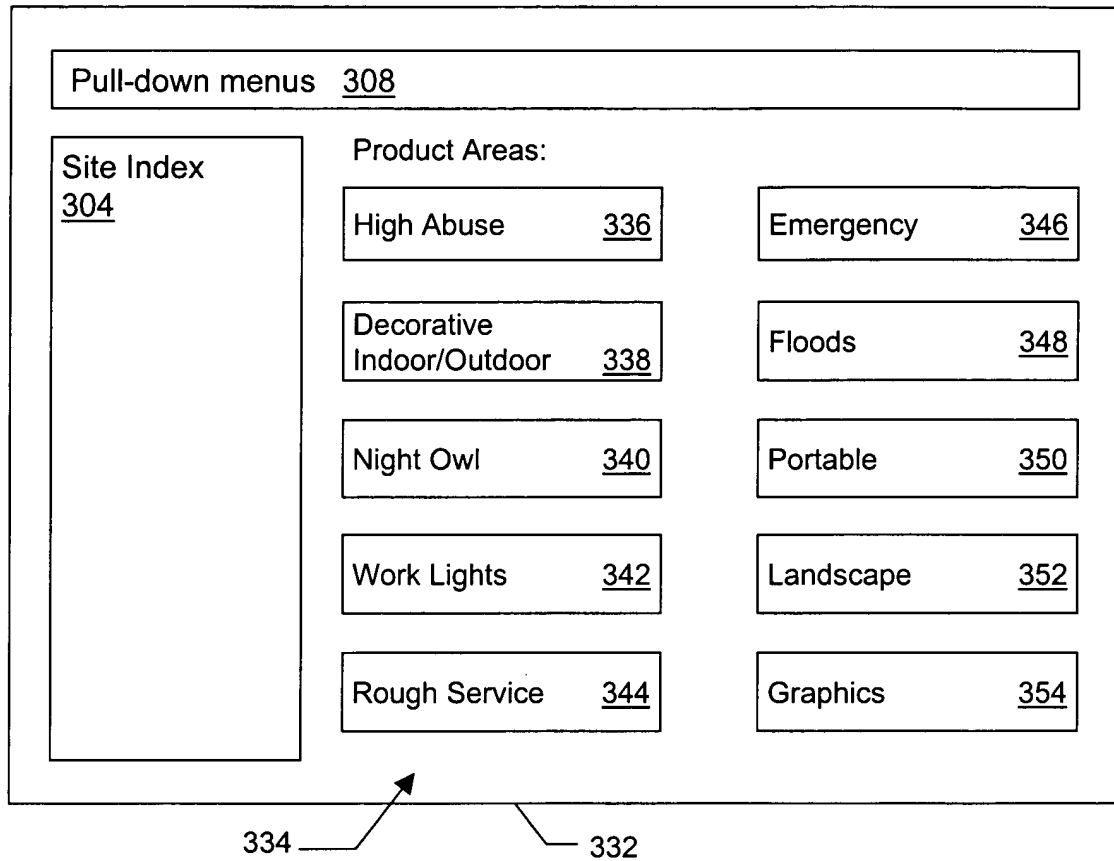 Pull-down menus 308
Site Index
304
Product Areas:
High Abuse 336
Emergency 346
Decorative
Indoor/Outdoor 338
Floods 348
Night Owl 340
Portable 350
Work Lights 342
Landscape 352
Rough Service 344
Graphics 354
334
332